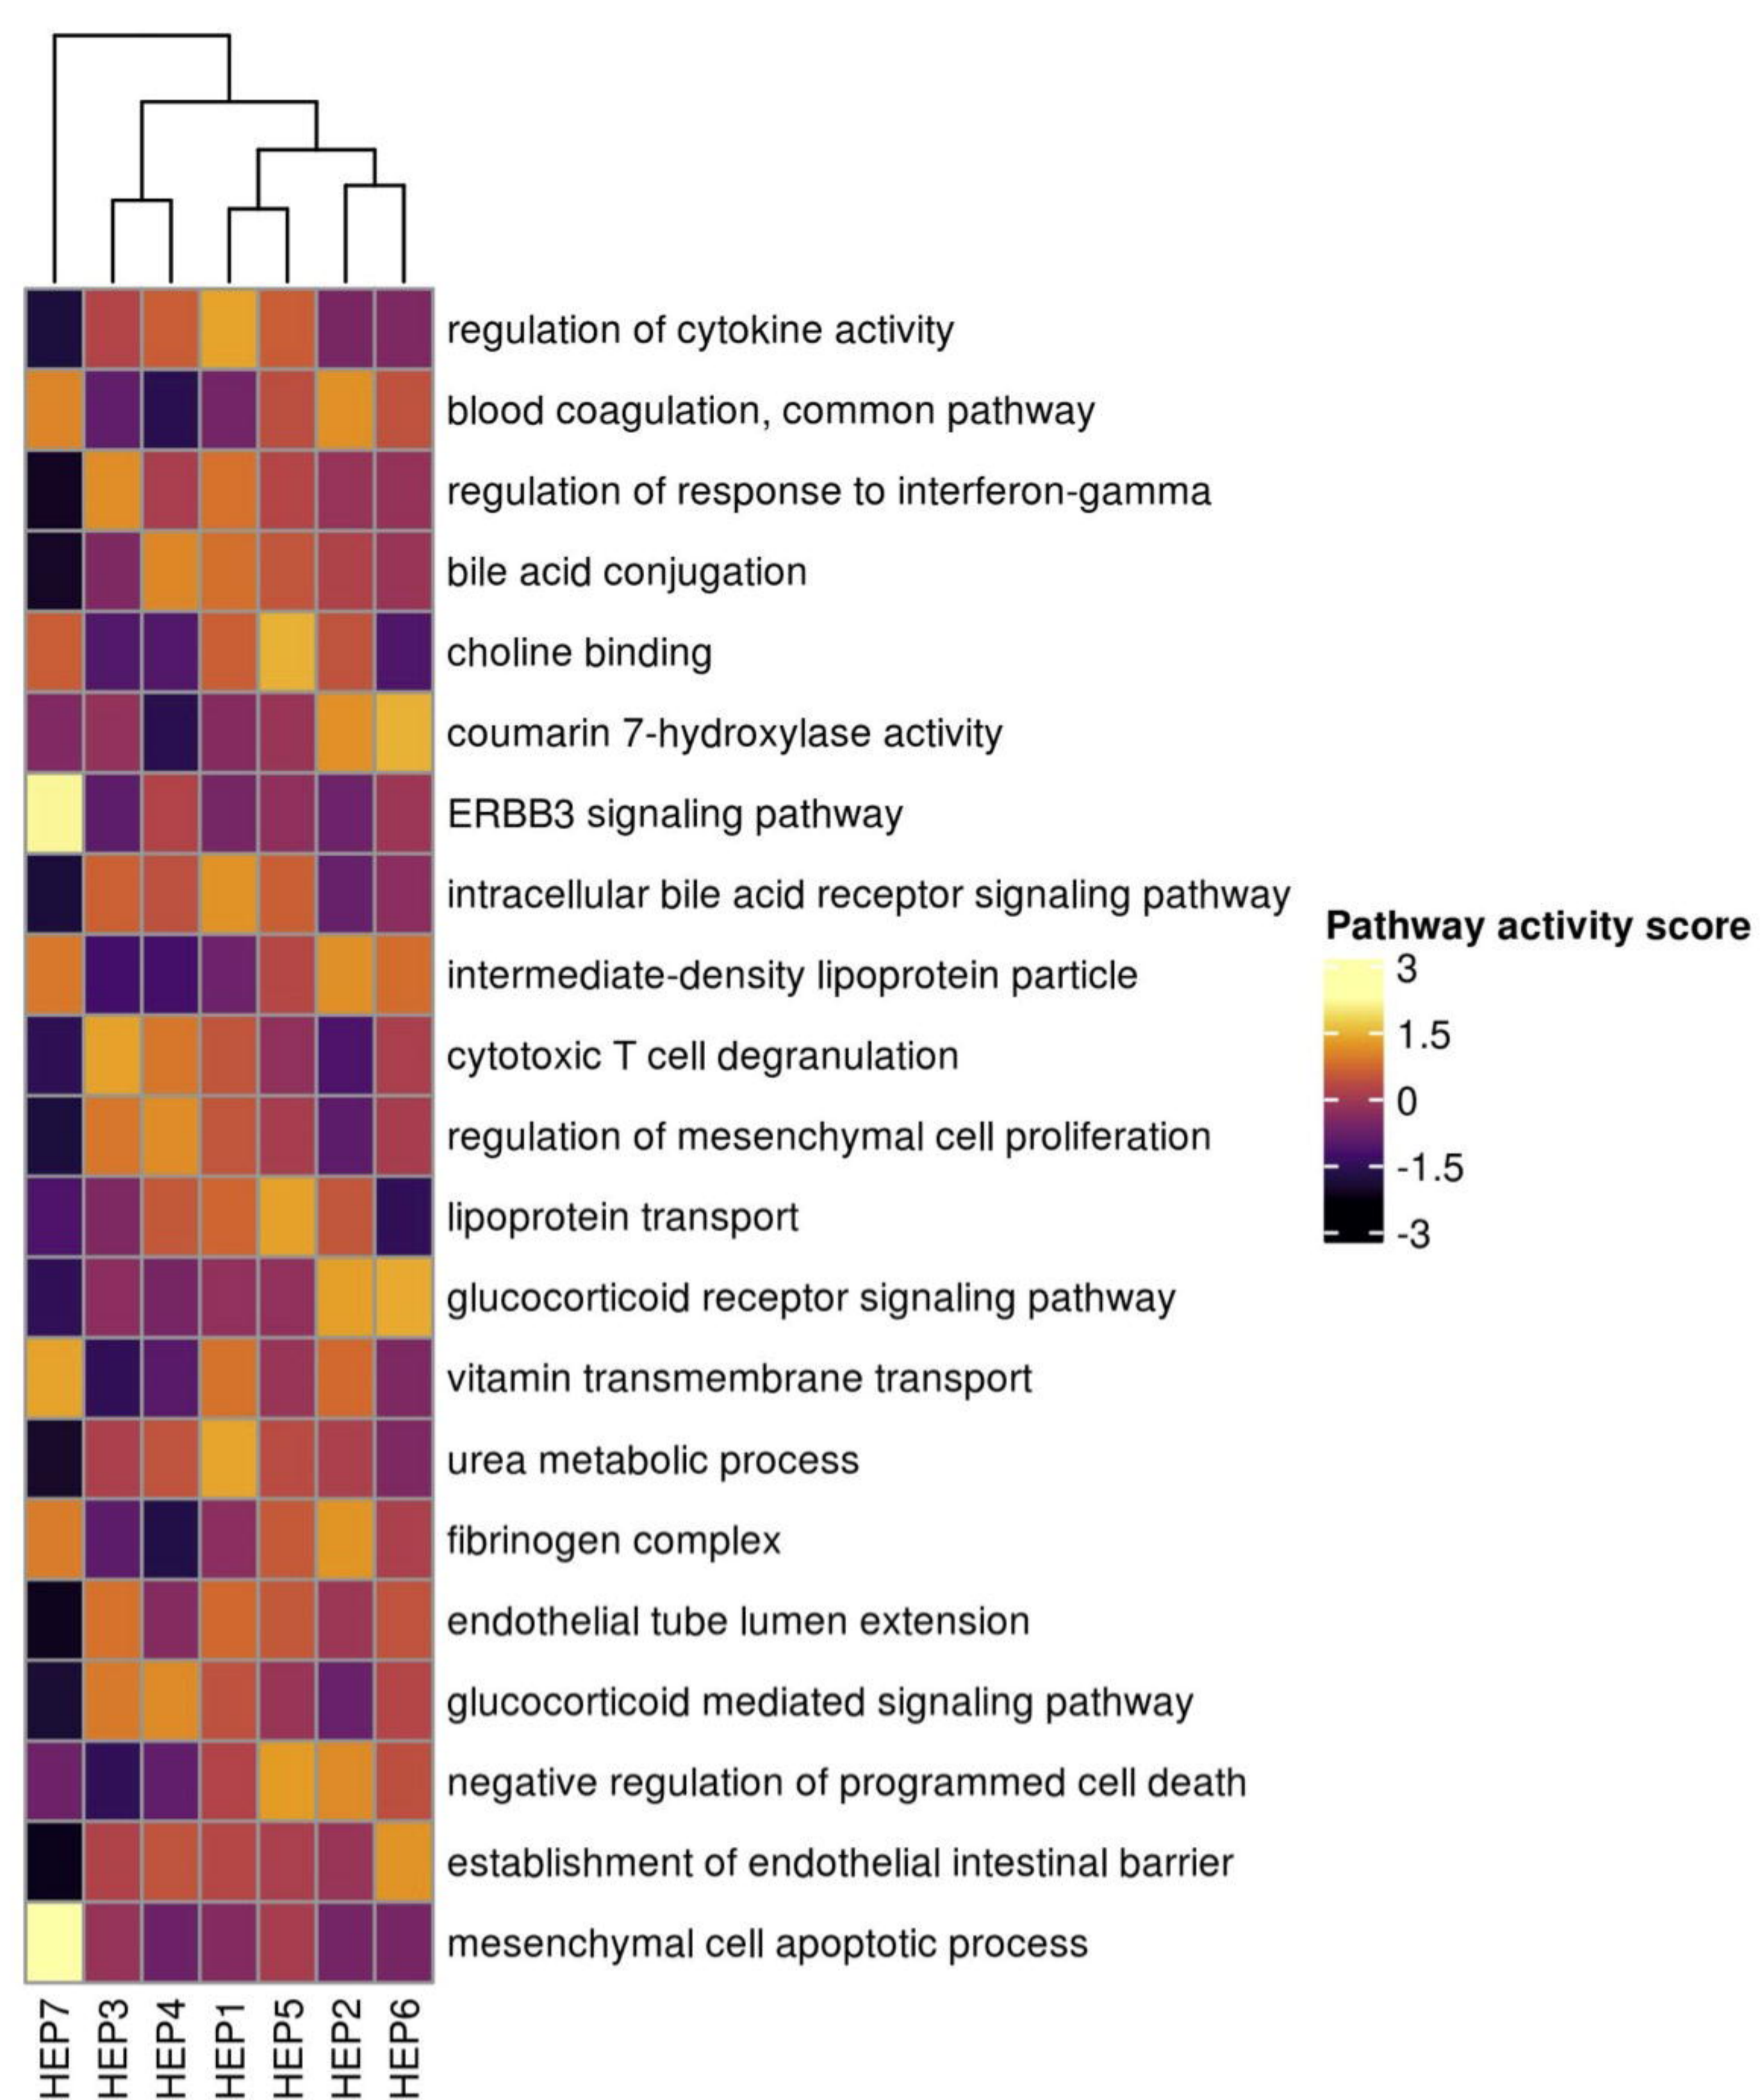 regulation of cytokine activity
blood coagulation, common pathway
regulation of response to interferon-gamma
bile acid conjugation
choline binding
coumarin 7-hydroxylase activity
ERBB3 signaling pathway
intracellular bile acid receptor signaling pathway
intermediate-density lipoprotein particle
cytotoxic T cell degranulation
regulation of mesenchymal cell proliferation
lipoprotein transport
glucocorticoid receptor signaling pathway
vitamin transmembrane transport
urea metabolic process
fibrinogen complex
endothelial tube lumen extension
glucocorticoid mediated signaling pathway
negative regulation of programmed cell death
establishment of endothelial intestinal barrier
mesenchymal cell apoptotic process
HEP7
HEP3
HEP4
HEP1
HEP5
HEP2
HEP6
Pathway activity score
3
1.5
0
-1.5
-3